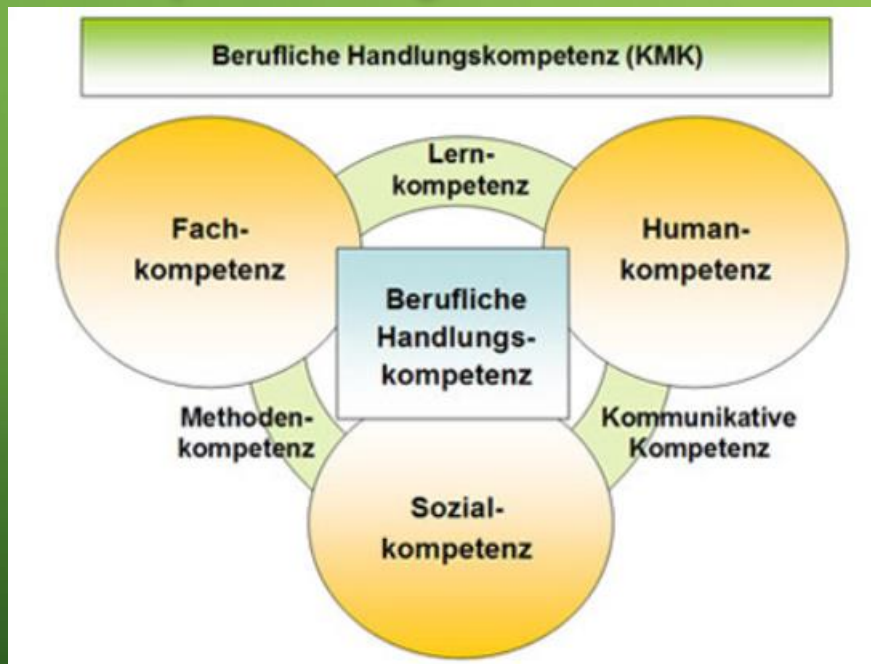 Berufliche Handlungskompetenz (KMK)
Lern-
kompetenz
Fach-
kompetenz
Human-
kompetenz
Berufliche
Handlungs-
kompetenz
Methoden-
kompetenz
Kommunikative
Kompetenz
Sozial-
kompetenz